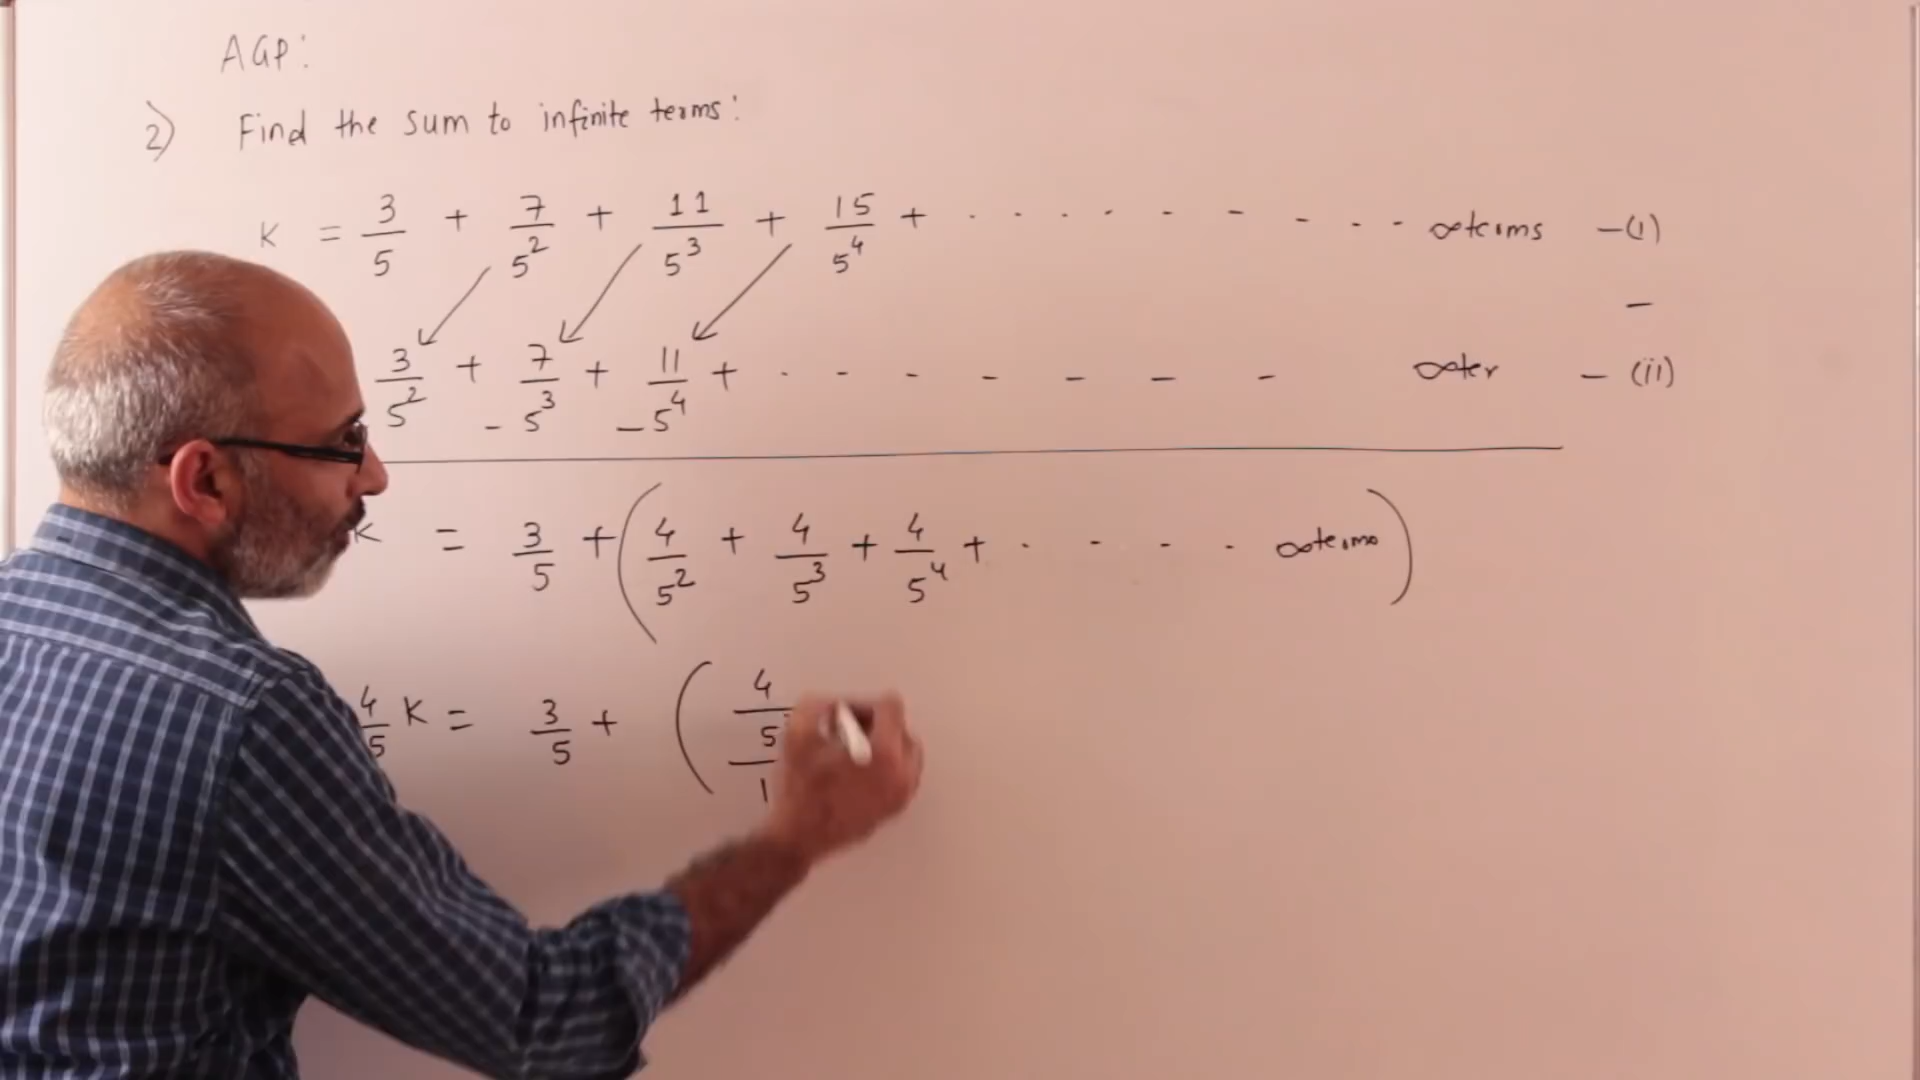 AGP:
2) Find the sum to infinite terms:
K = 3/5 + 7/5² + 11/5³ + 15/5⁴ + . . . . . - - - - ∞terms –(i)
–
3/5² + 7/5³ + 11/5⁴ + . - - - - - - ∞ter – (ii)
– –
K = 3/5 + (4/5² + 4/5³ + 4/5⁴ + . - - . ∞terms)
4/5 K = 3/5 + ( 4/5 / 1